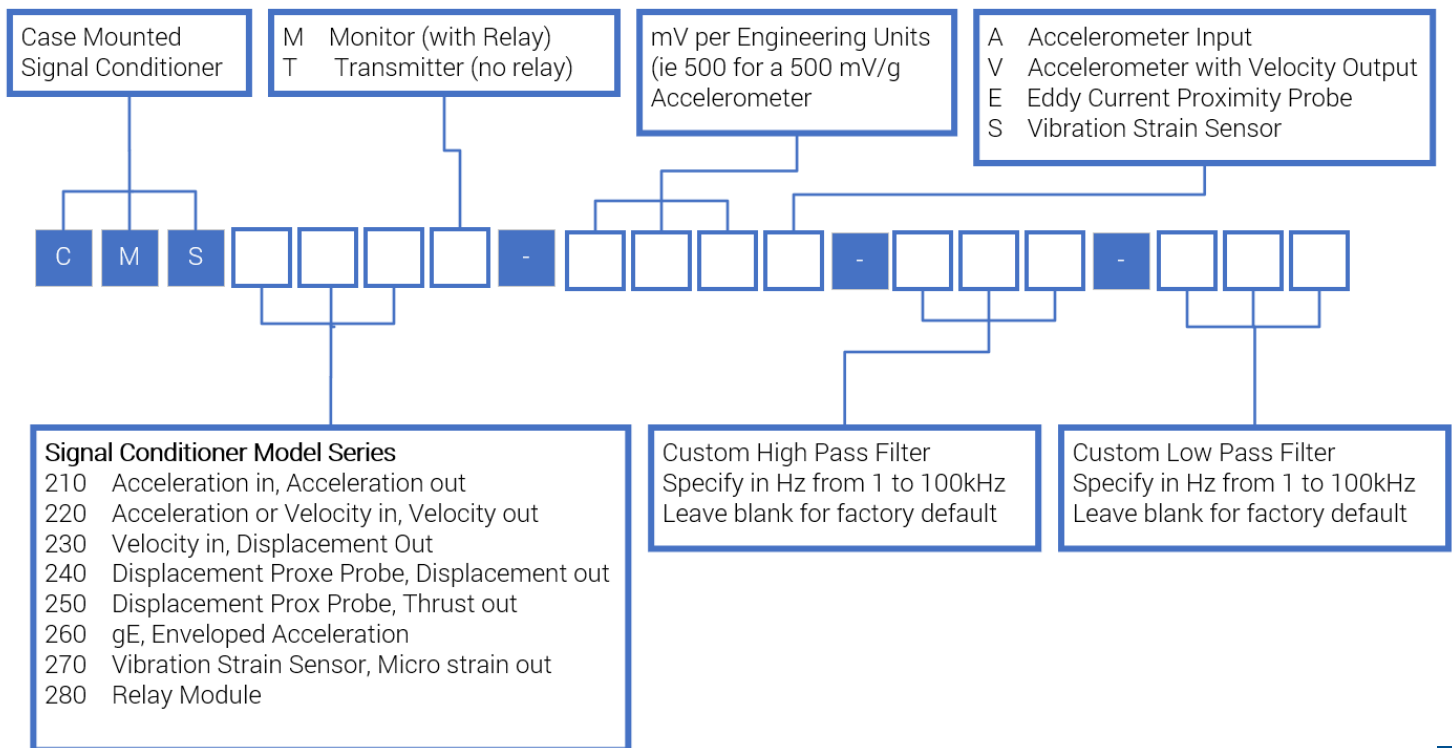 Case Mounted
Signal Conditioner
M Monitor (with Relay)
T Transmitter (no relay)
mV per Engineering Units
(ie 500 for a 500 mV/g
Accelerometer
A Accelerometer Input
V Accelerometer with Velocity Output
E Eddy Current Proximity Probe
S Vibration Strain Sensor
C M S - - -
Signal Conditioner Model Series
210 Acceleration in, Acceleration out
220 Acceleration or Velocity in, Velocity out
230 Velocity in, Displacement Out
240 Displacement Proxe Probe, Displacement out
250 Displacement Prox Probe, Thrust out
260 gE, Enveloped Acceleration
270 Vibration Strain Sensor, Micro strain out
280 Relay Module
Custom High Pass Filter
Specify in Hz from 1 to 100kHz
Leave blank for factory default
Custom Low Pass Filter
Specify in Hz from 1 to 100kHz
Leave blank for factory default